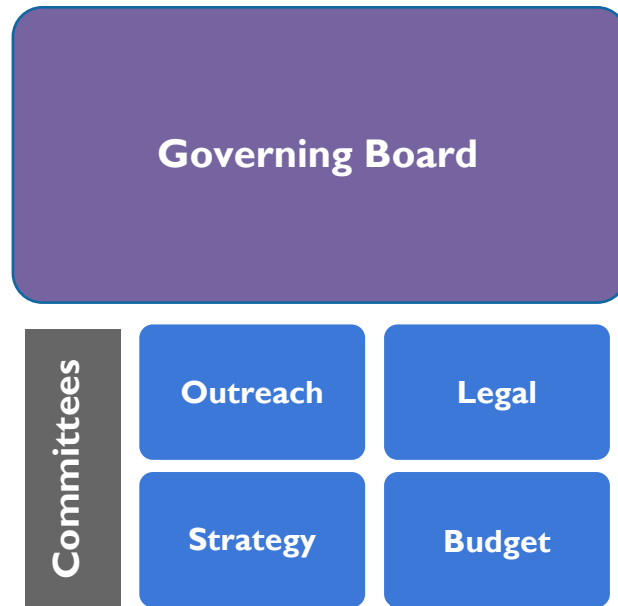 Governing Board
Committees
Outreach
Legal
Strategy
Budget